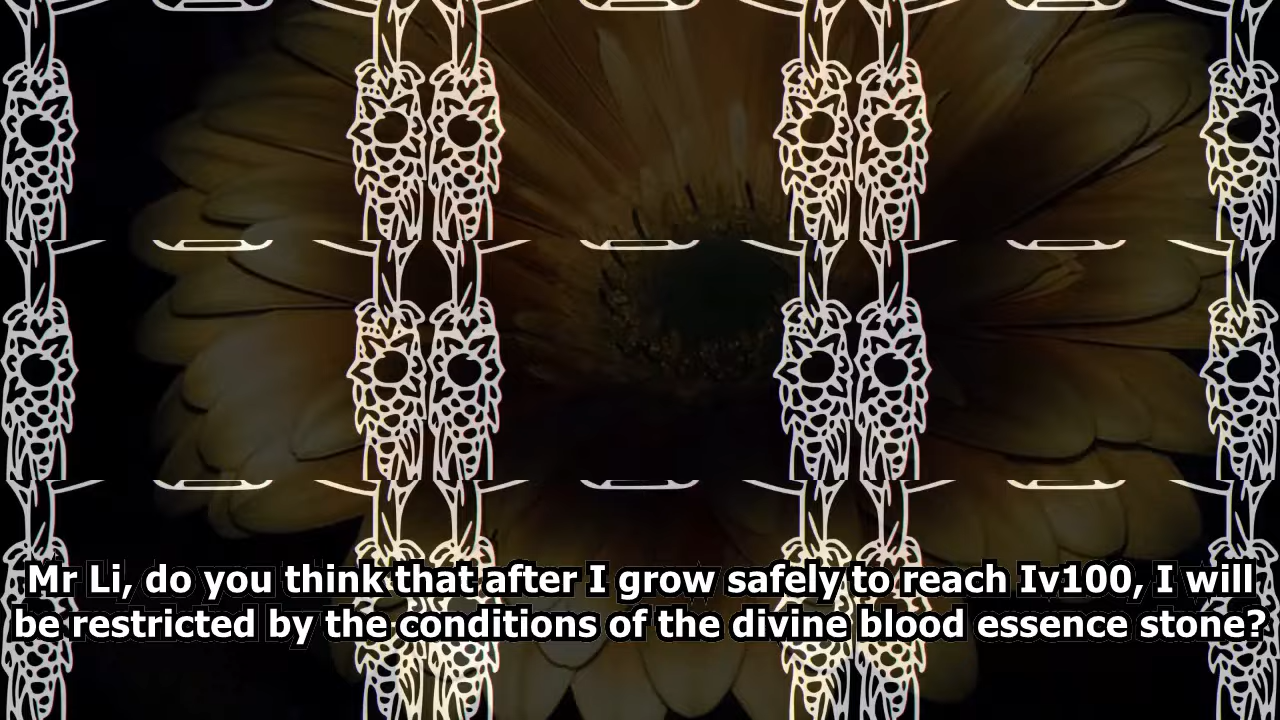 Mr Li, do you think that after I grow safely to reach Iv100, I will
be restricted by the conditions of the divine blood essence stone?